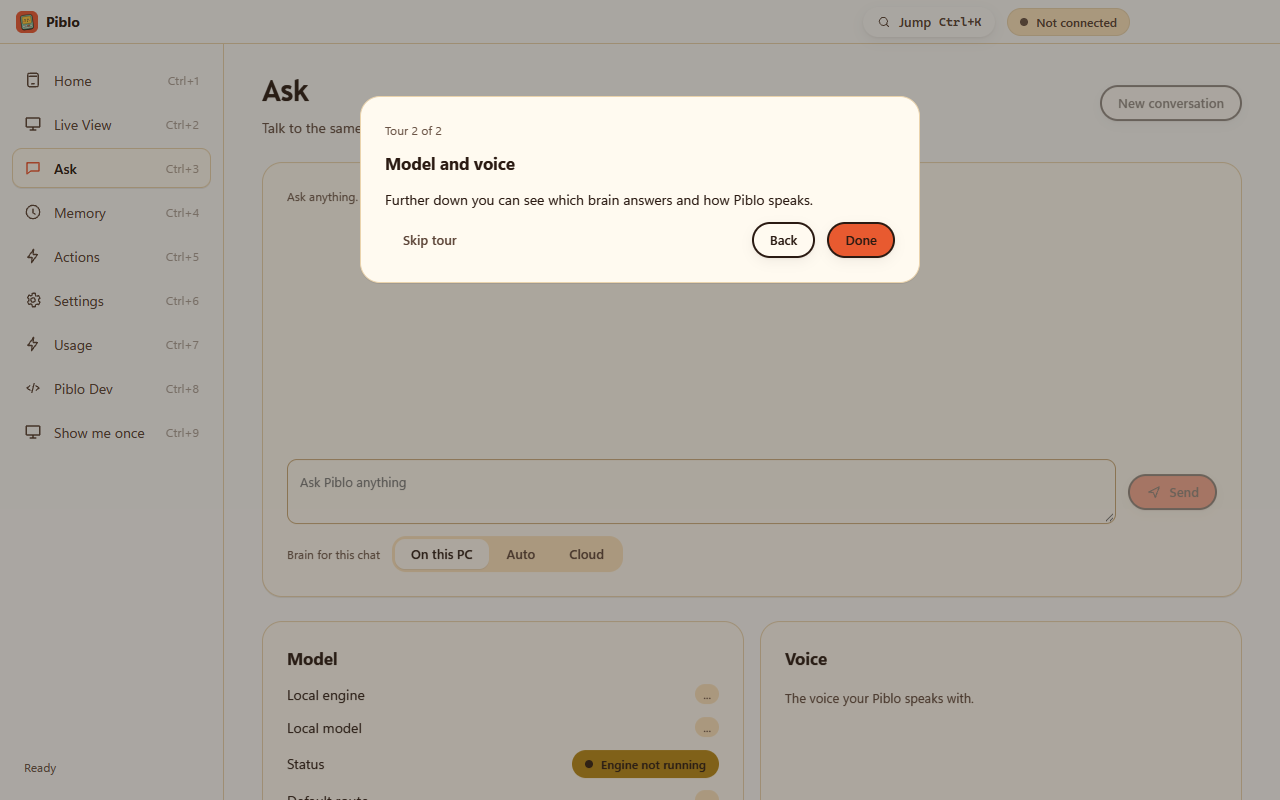 Piblo
Jump Ctrl+K
Not connected
Home Ctrl+1
Live View Ctrl+2
Ask Ctrl+3
Memory Ctrl+4
Actions Ctrl+5
Settings Ctrl+6
Usage Ctrl+7
Piblo Dev Ctrl+8
Show me once Ctrl+9
Ready
Ask
Talk to the same
New conversation
Tour 2 of 2
Model and voice
Further down you can see which brain answers and how Piblo speaks.
Skip tour
Back
Done
Ask anything.
Ask Piblo anything
Send
Brain for this chat
On this PC
Auto
Cloud
Model
Local engine ...
Local model ...
Status Engine not running
Default route
Voice
The voice your Piblo speaks with.